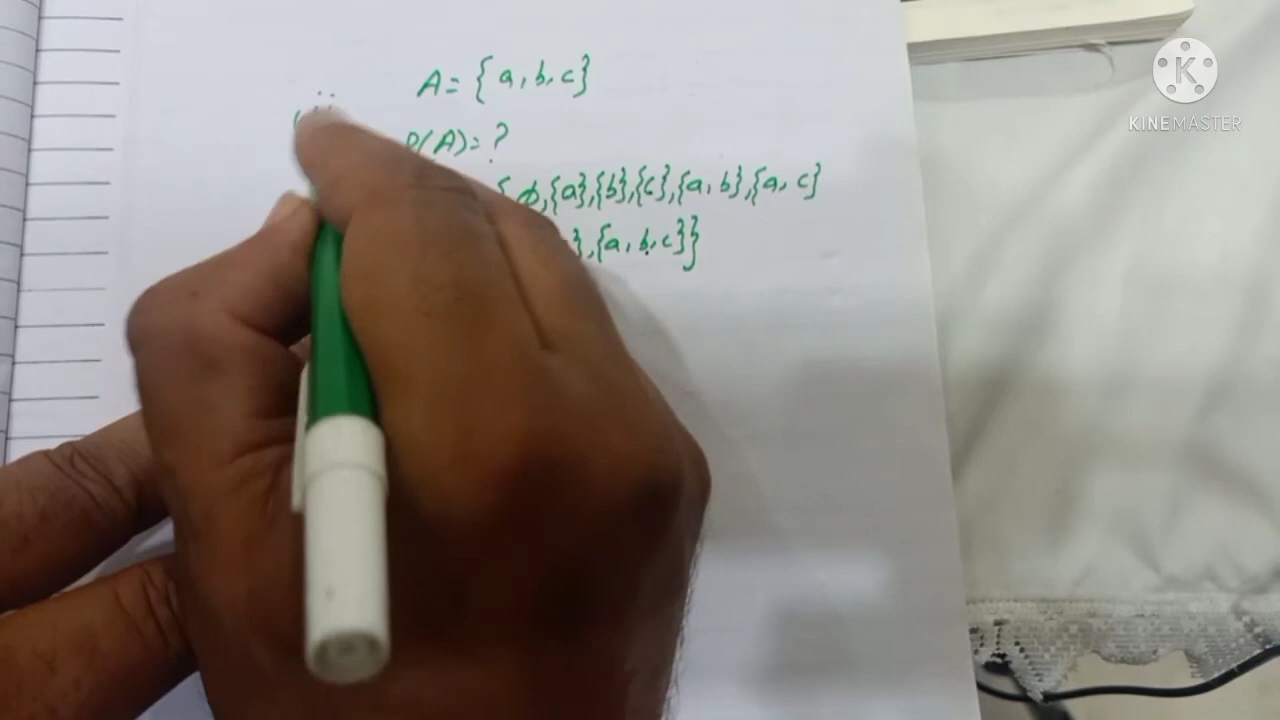 A = { a, b, c}
P(A) = ?
{ ϕ, {a}, {b}, {c}, {a, b}, {a, c}
}, {a, b, c}}
K
KINEMASTER